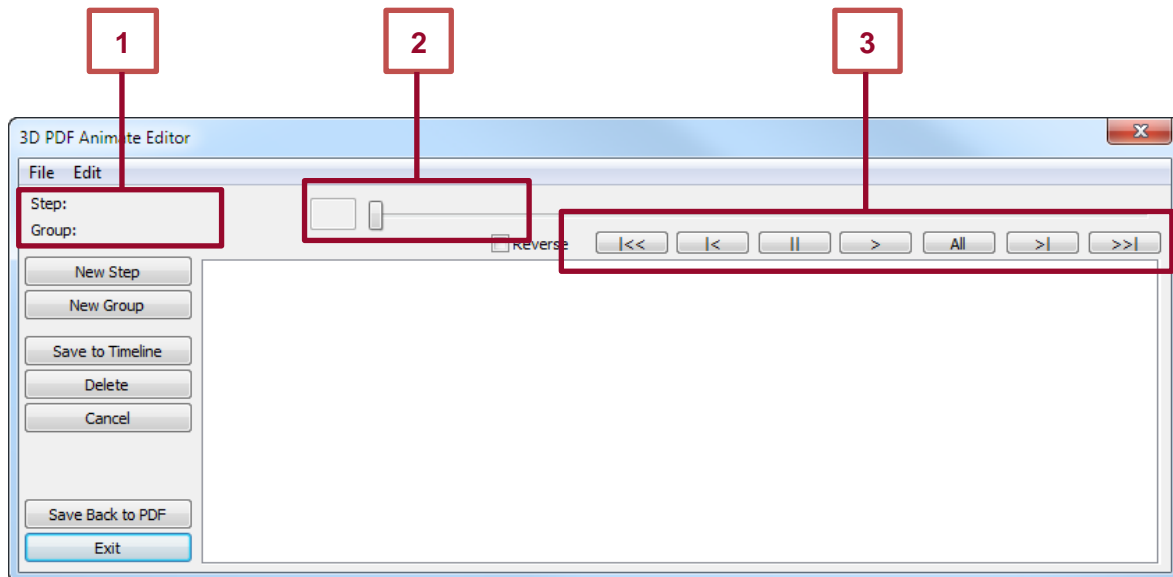 1 2 3
3D PDF Animate Editor X
File Edit
Step:
Group:
Reverse |<< |< || > All >| >>|
New Step
New Group
Save to Timeline
Delete
Cancel
Save Back to PDF
Exit